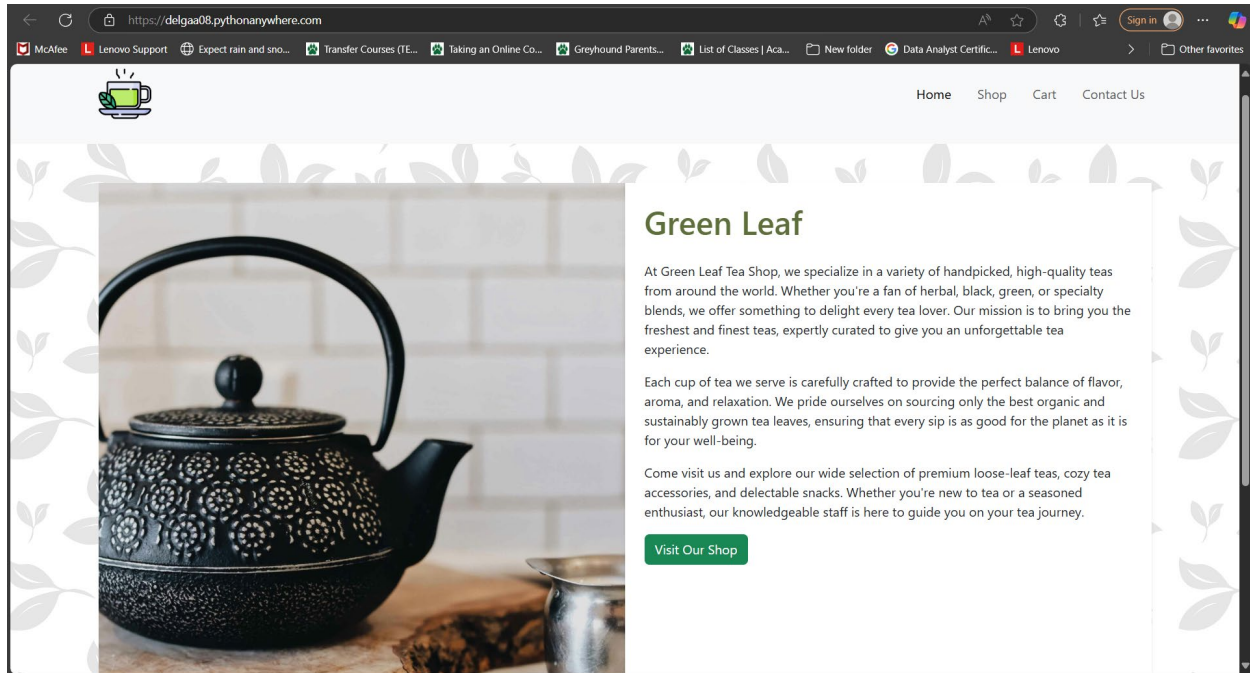 https://delgaa08.pythonanywhere.com
Sign in
McAfee
Lenovo Support
Expect rain and sno...
Transfer Courses (TE...
Taking an Online Co...
Greyhound Parents...
List of Classes | Aca...
New folder
Data Analyst Certific...
Lenovo
Other favorites
Home
Shop
Cart
Contact Us
Green Leaf
At Green Leaf Tea Shop, we specialize in a variety of handpicked, high-quality teas
from around the world. Whether you're a fan of herbal, black, green, or specialty
blends, we offer something to delight every tea lover. Our mission is to bring you the
freshest and finest teas, expertly curated to give you an unforgettable tea
experience.
Each cup of tea we serve is carefully crafted to provide the perfect balance of flavor,
aroma, and relaxation. We pride ourselves on sourcing only the best organic and
sustainably grown tea leaves, ensuring that every sip is as good for the planet as it is
for your well-being.
Come visit us and explore our wide selection of premium loose-leaf teas, cozy tea
accessories, and delectable snacks. Whether you're new to tea or a seasoned
enthusiast, our knowledgeable staff is here to guide you on your tea journey.
Visit Our Shop